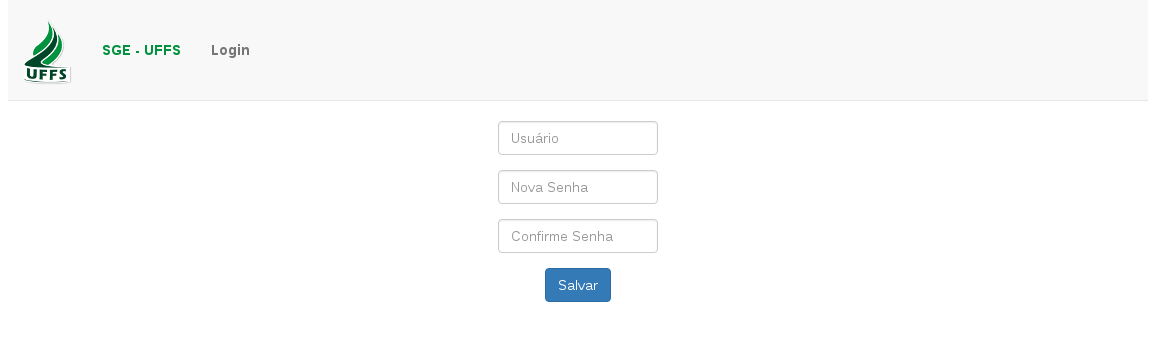 UFFS
SGE - UFFS Login
Usuário
Nova Senha
Confirme Senha
Salvar